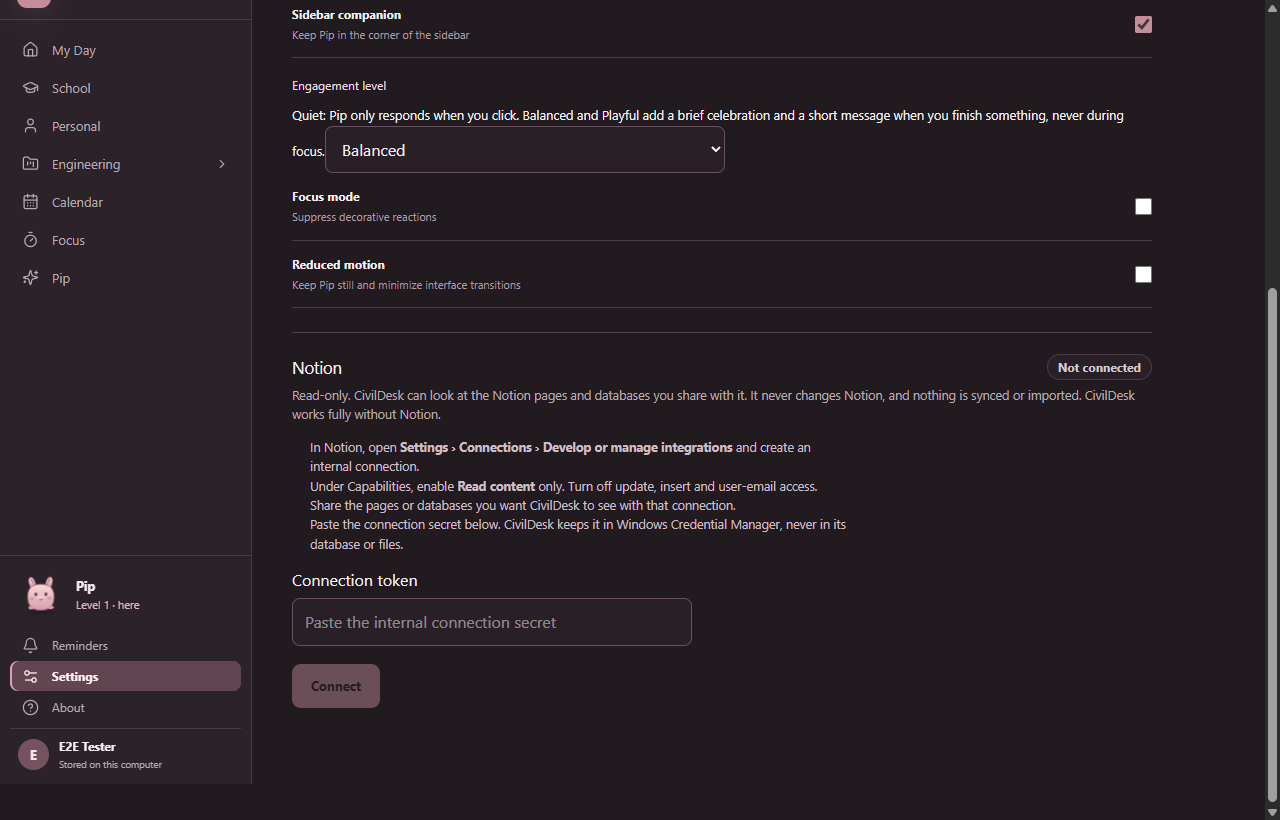 My Day
School
Personal
Engineering
Calendar
Focus
Pip
Pip
Level 1 · here
Reminders
Settings
About
E
E2E Tester
Stored on this computer
Sidebar companion
Keep Pip in the corner of the sidebar
Engagement level
Quiet: Pip only responds when you click. Balanced and Playful add a brief celebration and a short message when you finish something, never during
focus. Balanced
Focus mode
Suppress decorative reactions
Reduced motion
Keep Pip still and minimize interface transitions
Notion
Not connected
Read-only. CivilDesk can look at the Notion pages and databases you share with it. It never changes Notion, and nothing is synced or imported. CivilDesk
works fully without Notion.
In Notion, open Settings › Connections › Develop or manage integrations and create an
internal connection.
Under Capabilities, enable Read content only. Turn off update, insert and user-email access.
Share the pages or databases you want CivilDesk to see with that connection.
Paste the connection secret below. CivilDesk keeps it in Windows Credential Manager, never in its
database or files.
Connection token
Paste the internal connection secret
Connect